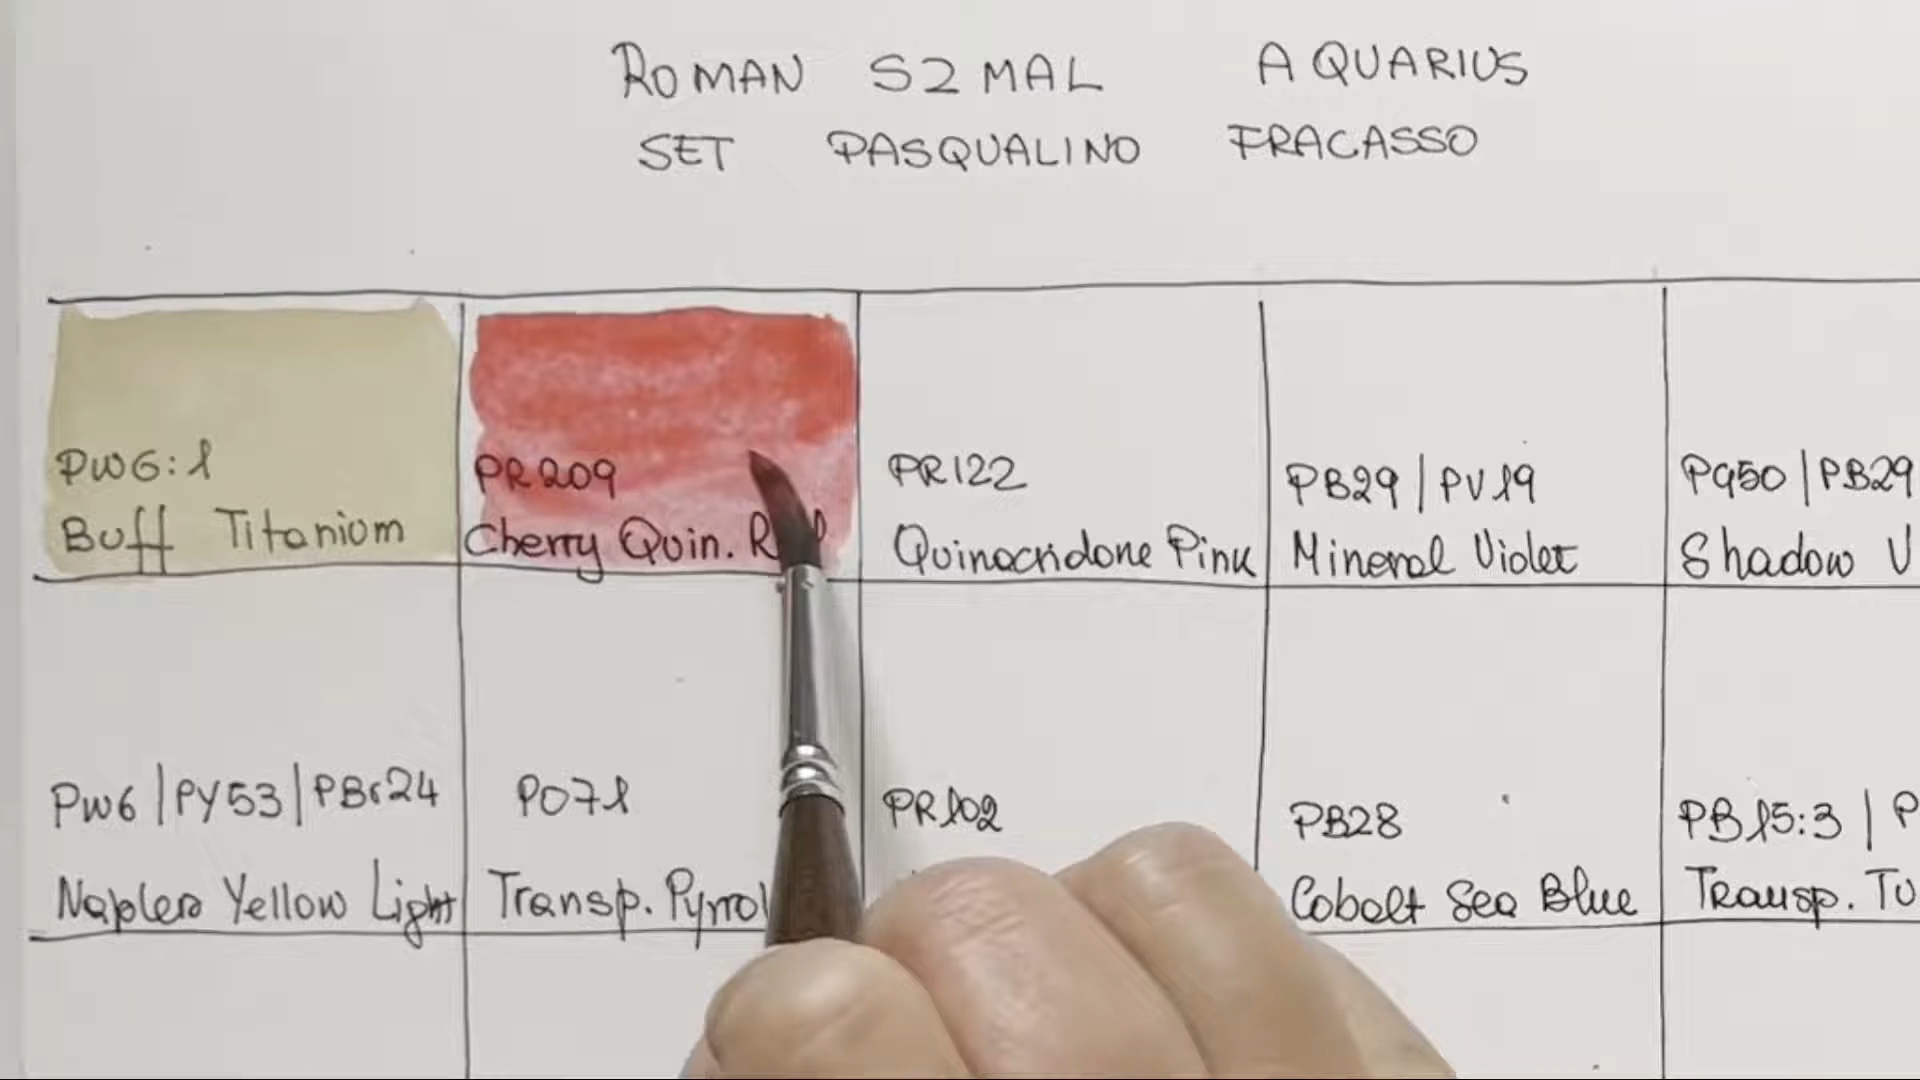 ROMAN SZMAL AQUARIUS
SET PASQUALINO FRACASSO
PW6:1
Buff Titanium
PR209
Cherry Quin.
PR122
Quinacridone Pink
PB29 | PV19
Mineral Violet
PG50 | PB29
Shadow V
PW6 | PY53 | PBr24
Naples Yellow Light
PO71
Transp. Pyrrol
PR102
PB28
Cobalt Sea Blue
PB15:3 | P
Transp. Tu